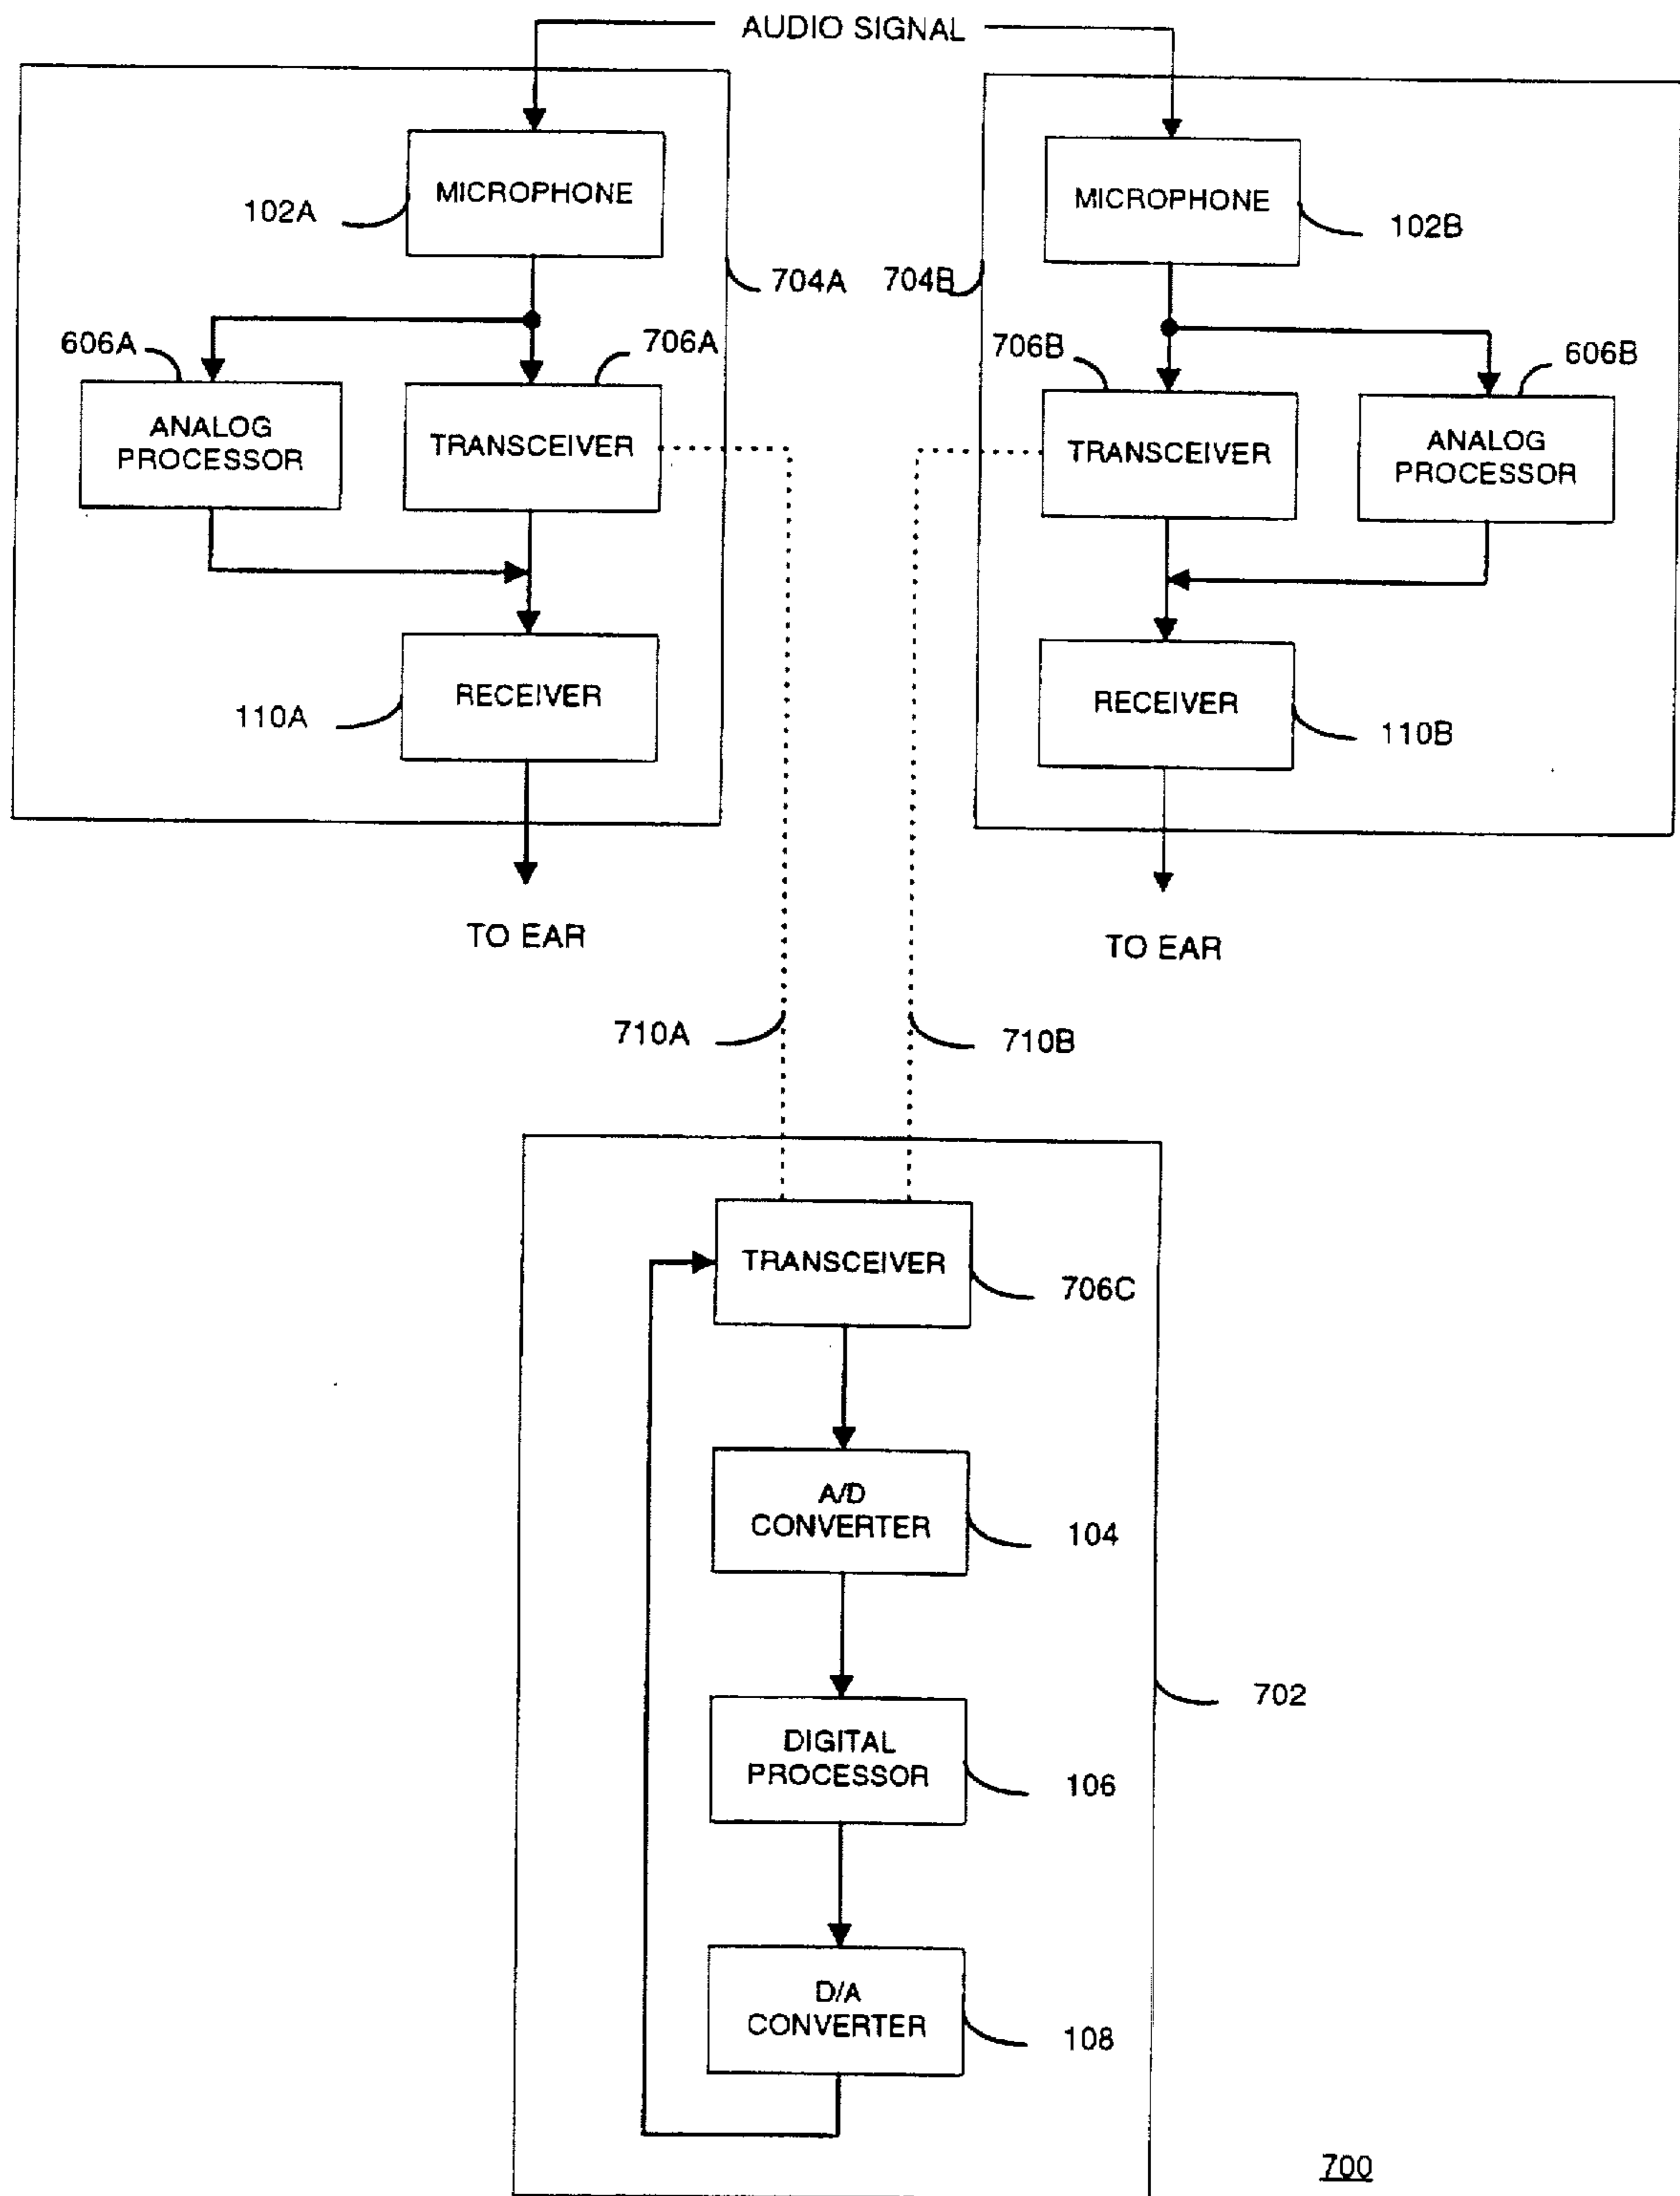 AUDIO SIGNAL
MICROPHONE
102A
704A
606A
706A
ANALOG
PROCESSOR
TRANSCEIVER
RECEIVER
110A
TO EAR
MICROPHONE
102B
704B
706B
606B
TRANSCEIVER
ANALOG
PROCESSOR
RECEIVER
110B
TO EAR
710A
710B
TRANSCEIVER
706C
A/D
CONVERTER
104
702
DIGITAL
PROCESSOR
106
D/A
CONVERTER
108
700